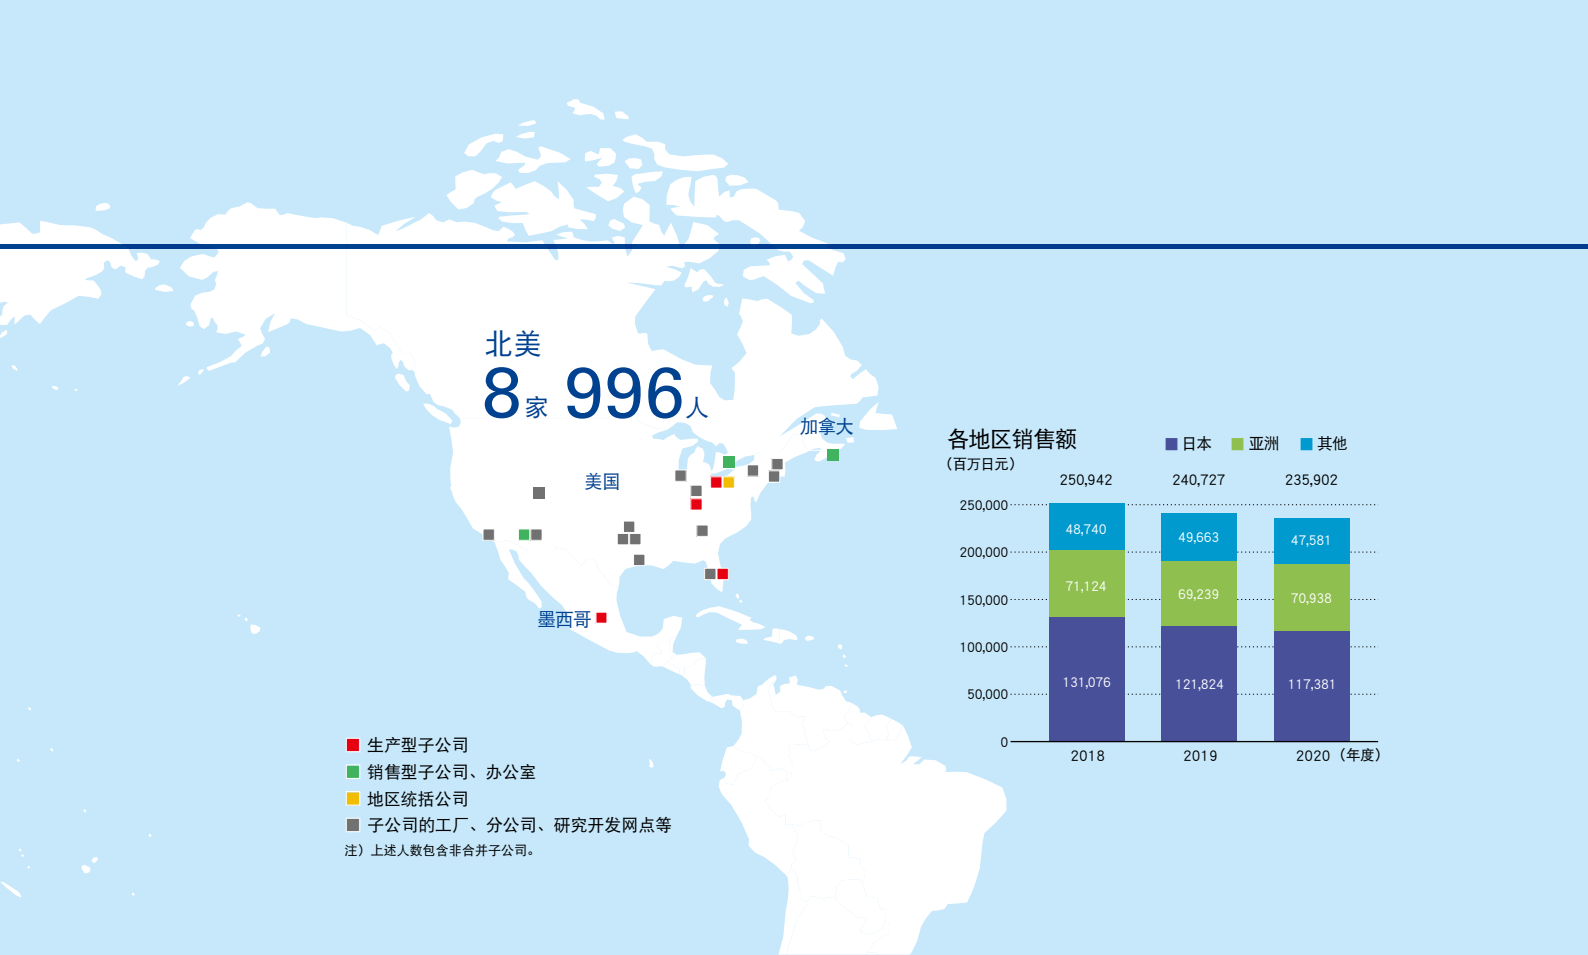 北美
8家 996人
加拿大
美国
墨西哥
生产型子公司
销售型子公司、办公室
地区统括公司
子公司的工厂、分公司、研究开发网点等
注）上述人数包含非合并子公司。
各地区销售额
（百万日元）
日本 亚洲 其他
250,942 240,727 235,902
250,000
200,000
150,000
100,000
50,000
0
48,740 49,663 47,581
71,124 69,239 70,938
131,076 121,824 117,381
2018 2019 2020（年度）